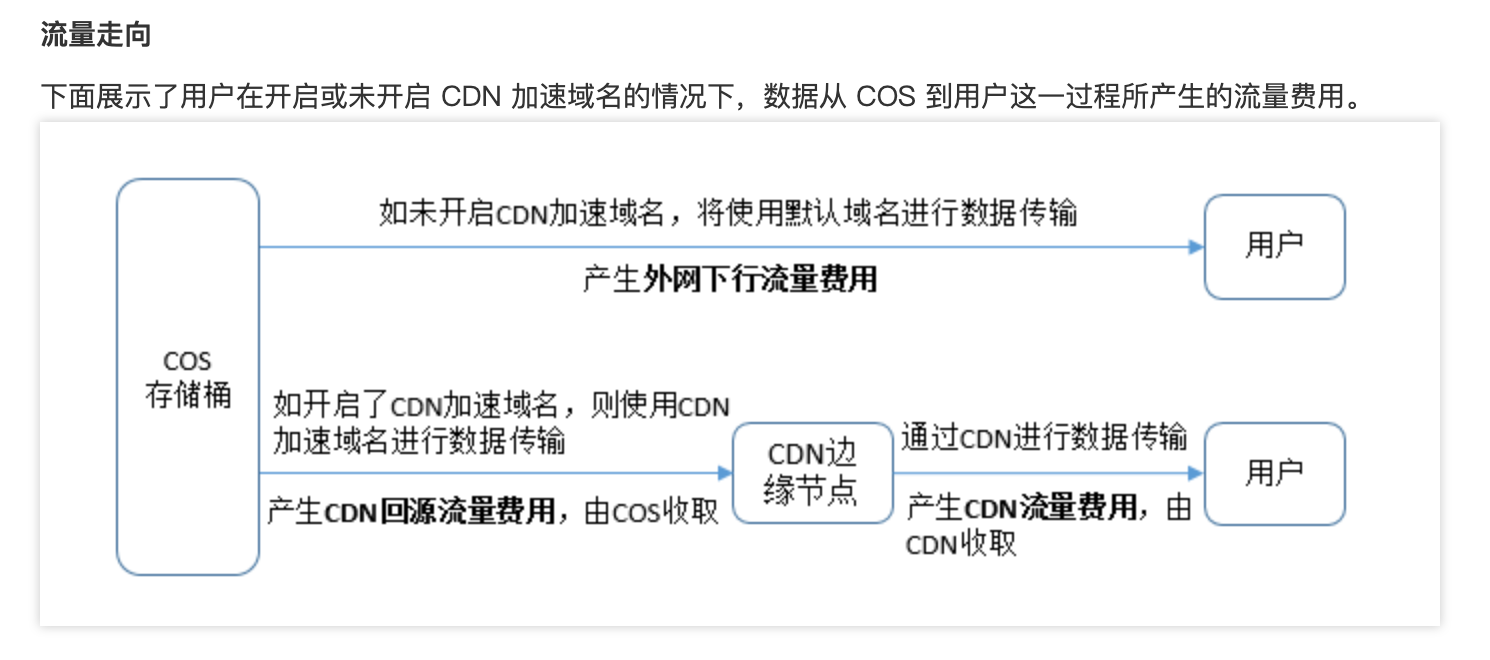 流量走向
下面展示了用户在开启或未开启 CDN 加速域名的情况下，数据从 COS 到用户这一过程所产生的流量费用。
如未开启CDN加速域名，将使用默认域名进行数据传输
产生外网下行流量费用
用户
COS
存储桶
如开启了CDN加速域名，则使用CDN
加速域名进行数据传输
产生CDN回源流量费用，由COS收取
CDN边
缘节点
通过CDN进行数据传输
产生CDN流量费用，由
CDN收取
用户